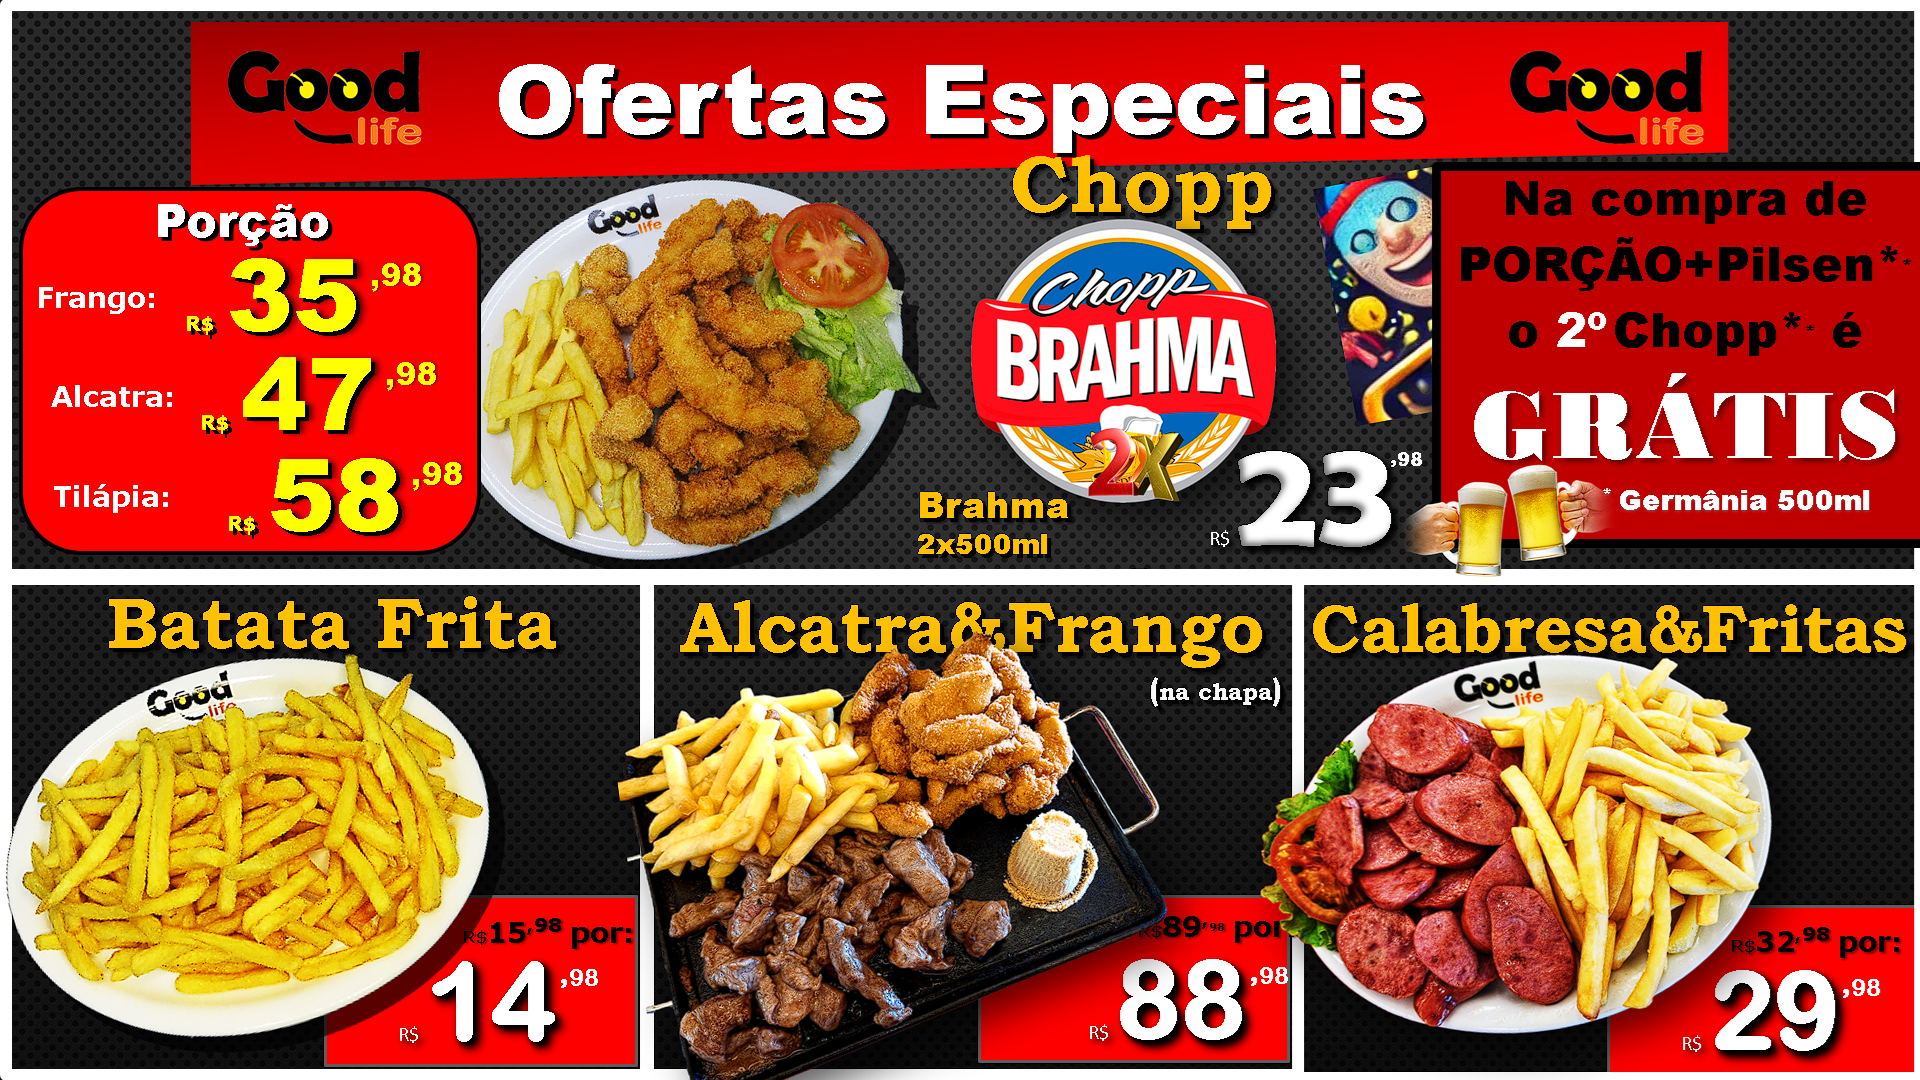 Good life
Ofertas Especiais
Good life
Porção
Frango: R$ 35,98
Alcatra: R$ 47,98
Tilápia: R$ 58,98
Good life
Chopp
Chopp
BRAHMA
2X
Brahma
2x500ml
R$ 23,98
Na compra de
PORÇÃO+Pilsen**
o 2º Chopp** é
GRÁTIS
* Germânia 500ml
Batata Frita
Good life
R$15,98 por:
R$ 14,98
Alcatra&Frango
(na chapa)
R$89,98 por
R$ 88,98
Calabresa&Fritas
Good life
R$32,98 por:
R$ 29,98